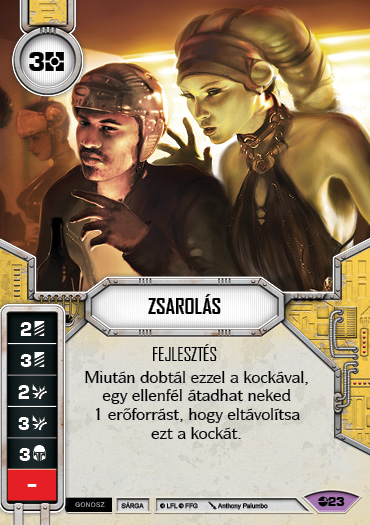 3
ZSAROLÁS
FEJLESZTÉS
Miután dobtál ezzel a kockával,
egy ellenfél átadhat neked
1 erőforrást, hogy eltávolítsa
ezt a kockát.
2
3
2
3
3
–
GONOSZ
SÁRGA
© LFL © FFG
Anthony Palumbo
23